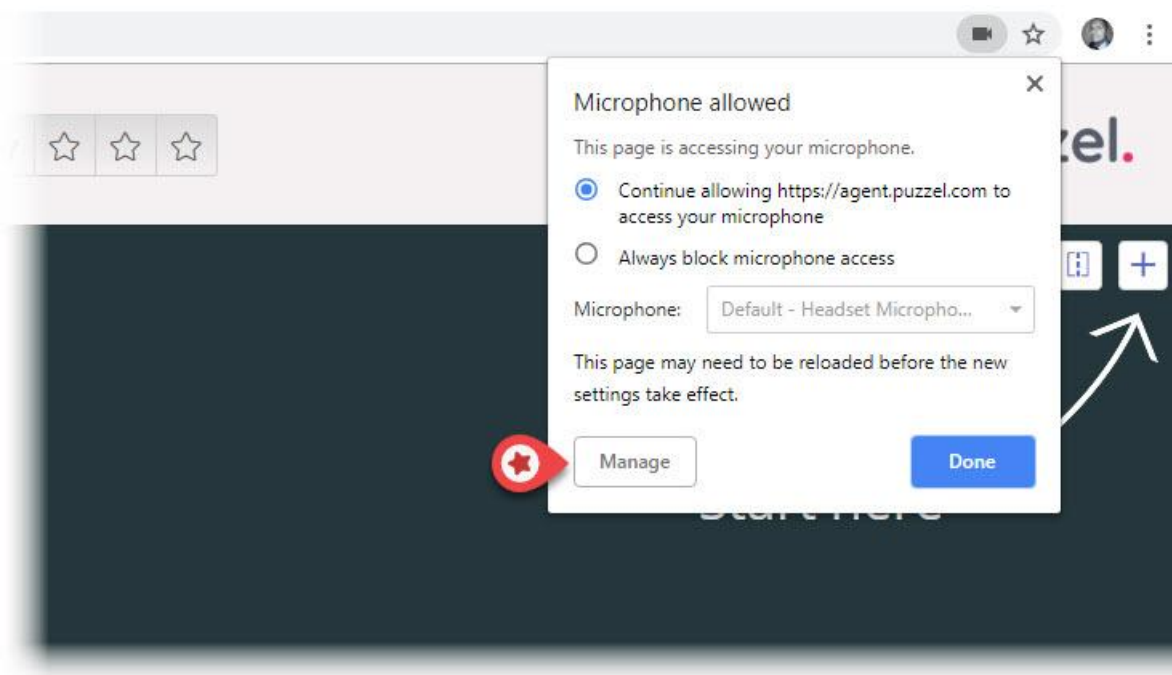 Microphone allowed
This page is accessing your microphone.
Continue allowing https://agent.puzzel.com to
access your microphone
Always block microphone access
Microphone: Default - Headset Micropho...
This page may need to be reloaded before the new
settings take effect.
Manage
Done
zel.
Start Here